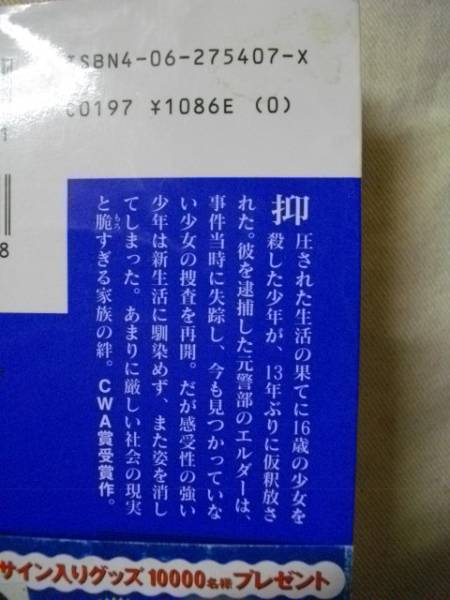 ISBN4-06-275407-X
C0197 ¥1086E (0)
8
抑圧された生活の果てに16歳の少女を
殺した少年が、13年ぶりに仮釈放さ
れた。彼を逮捕した元警部のエルダーは、
事件当時に失踪し、今も見つかっていな
い少女の捜査を再開。だが感受性の強い
少年は新生活に馴染めず、また姿を消し
てしまった。あまりに厳しい社会の現実
と脆すぎる家族の絆。CWA賞受賞作。
もろ
サイン入りグッズ10000名様プレゼント